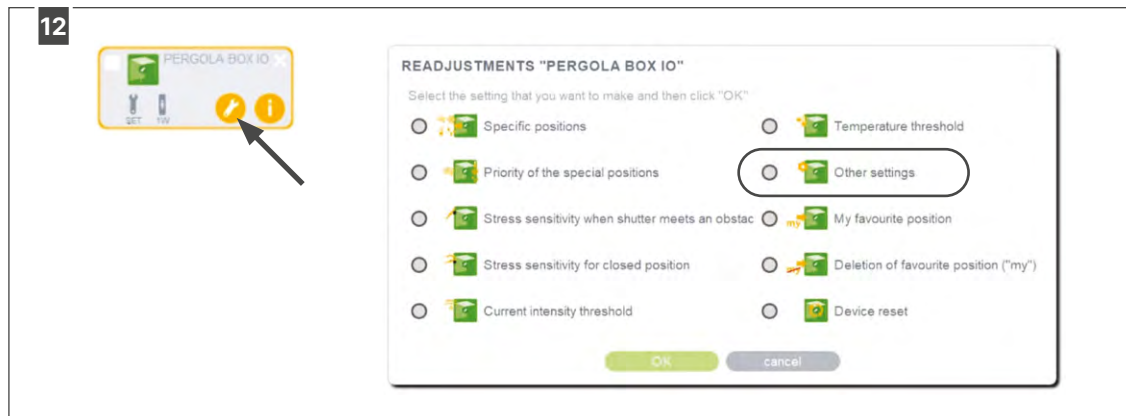 12
PERGOLA BOX IO
SET 1W
READJUSTMENTS "PERGOLA BOX IO"
Select the setting that you want to make and then click "OK"
Specific positions
Temperature threshold
Priority of the special positions
Other settings
Stress sensitivity when shutter meets an obstac
my
My favourite position
Stress sensitivity for closed position
my
Deletion of favourite position ("my")
Current intensity threshold
Device reset
OK
cancel